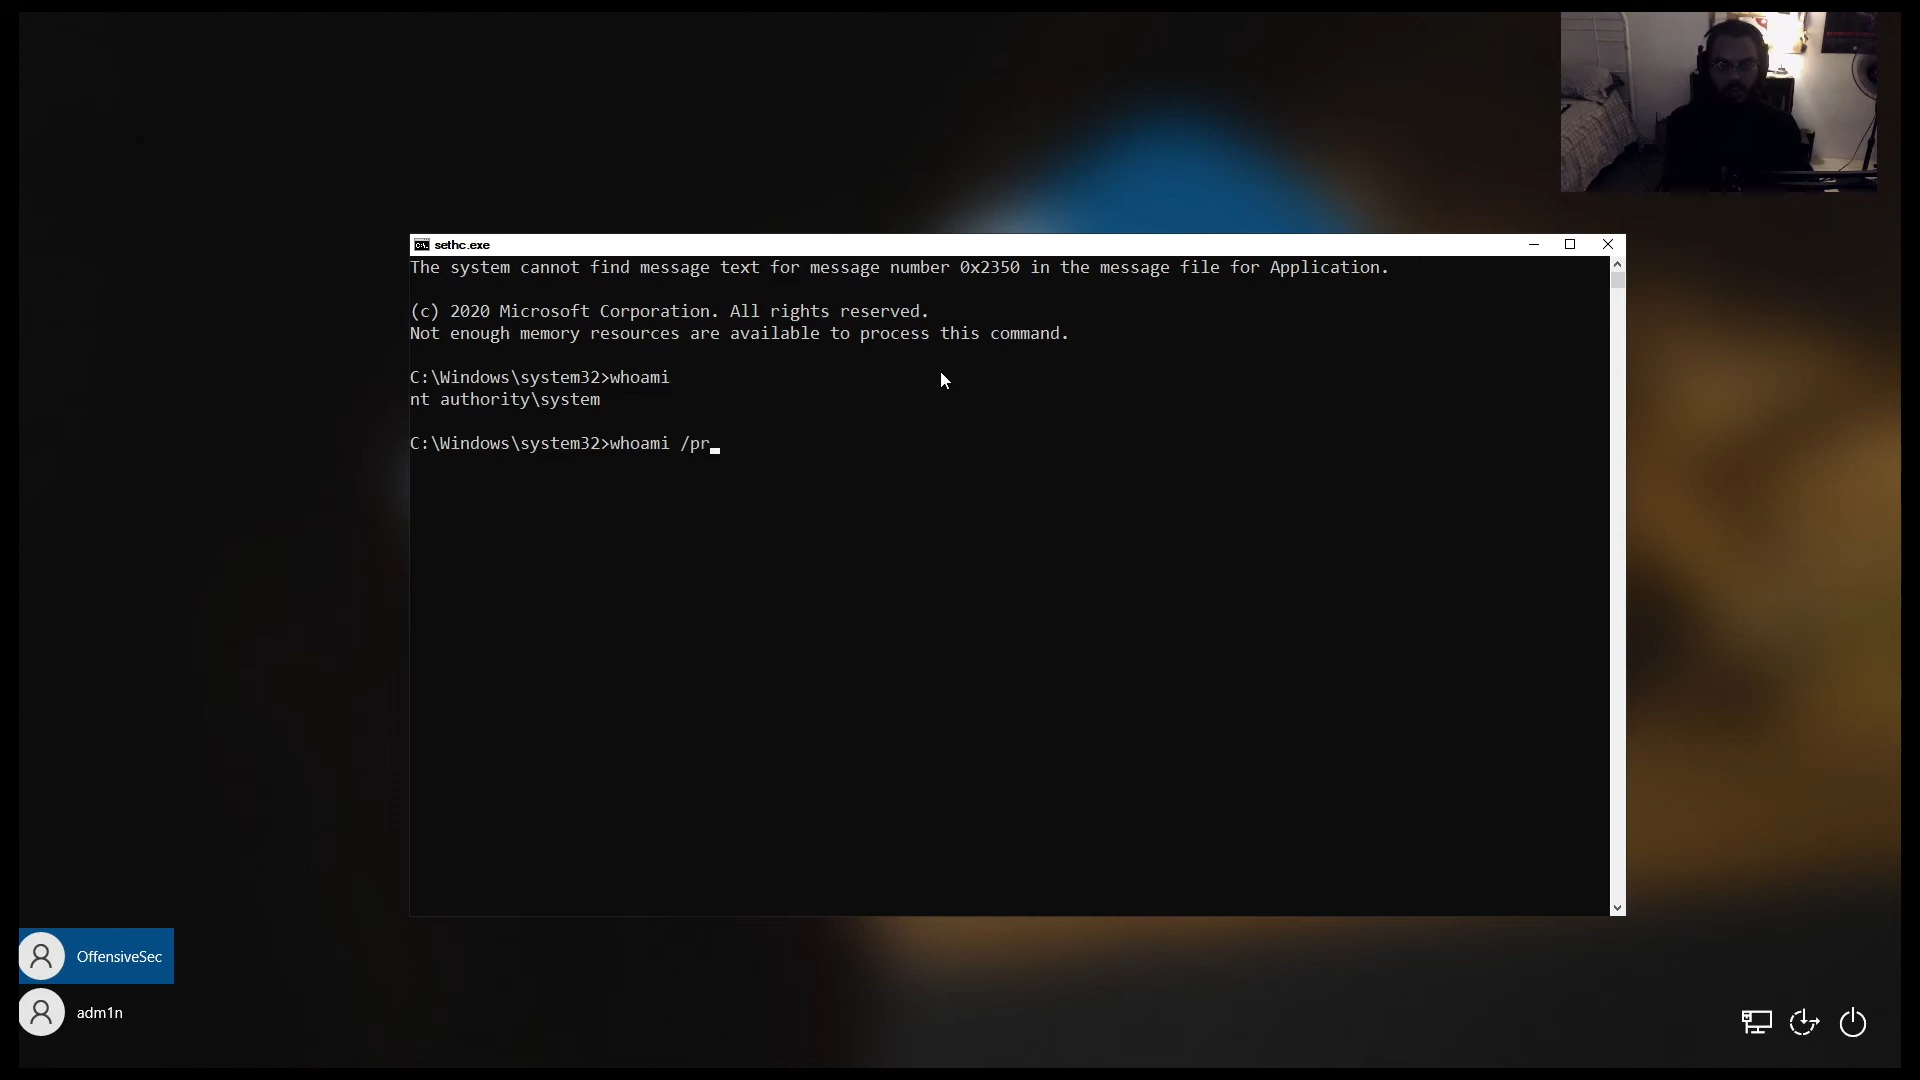 sethc.exe
The system cannot find message text for message number 0x2350 in the message file for Application.
(c) 2020 Microsoft Corporation. All rights reserved.
Not enough memory resources are available to process this command.
C:\Windows\system32>whoami
nt authority\system
C:\Windows\system32>whoami /pr_
OffensiveSec
adm1n